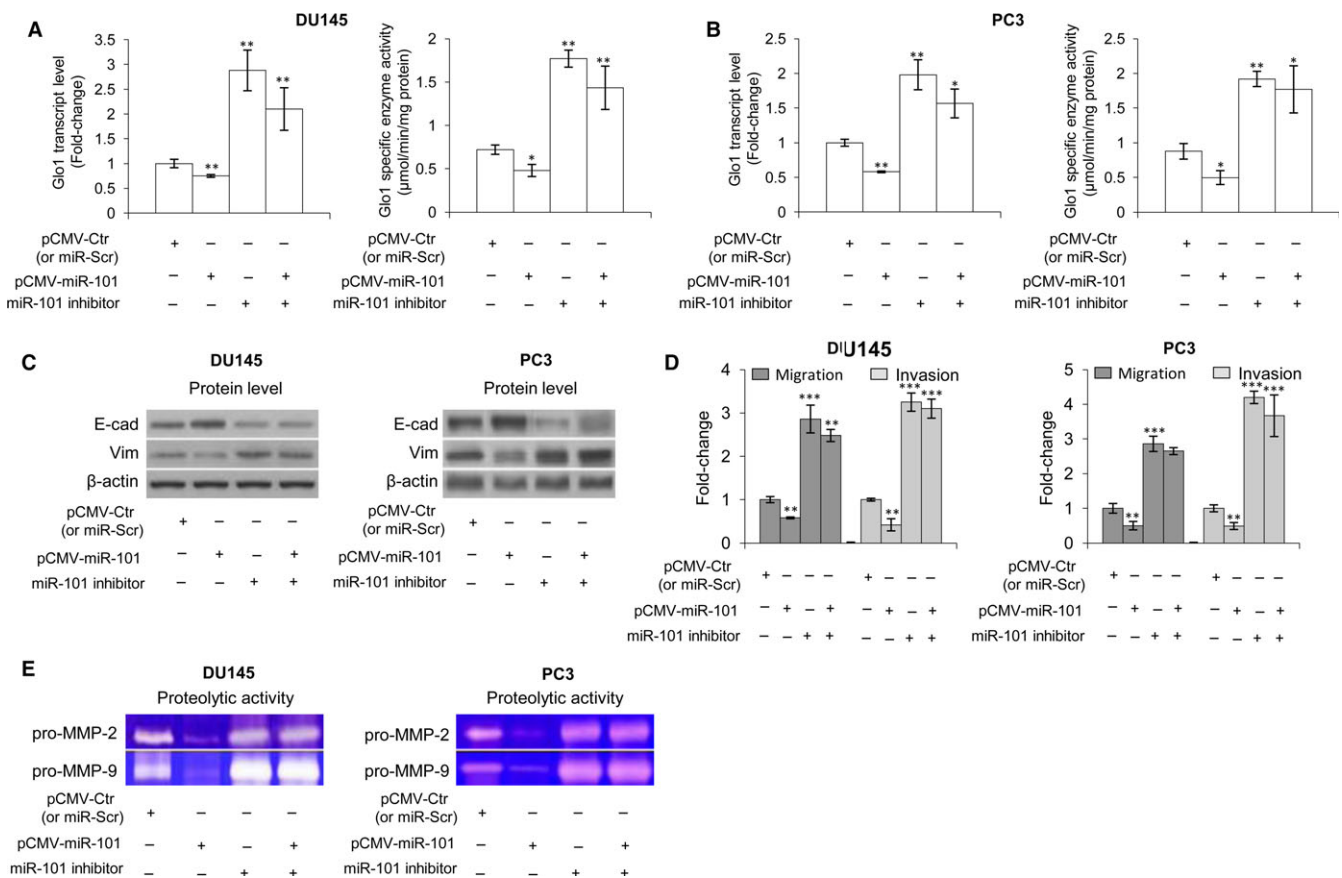 A
DU145
Glo1 transcript level
(Fold-change)
3.5
3
2.5
2
1.5
1
0.5
0
**
**
**
Glo1 specific enzyme activity
(µmol/min/mg protein)
2
1.5
1
0.5
0
*
**
**
pCMV-Ctr
(or miR-Scr)
+ – – – + – – –
pCMV-miR-101
– + – + – + – +
miR-101 inhibitor
– – + + – – + +
B
PC3
Glo1 transcript level
(Fold-change)
2.5
2
1.5
1
0.5
0
**
**
*
Glo1 specific enzyme activity
(µmol/min/mg protein)
2.5
2
1.5
1
0.5
0
*
**
*
pCMV-Ctr
(or miR-Scr)
+ – – – + – – –
pCMV-miR-101
– + – + – + – +
miR-101 inhibitor
– – + + – – + +
C
DU145
Protein level
E-cad
Vim
β-actin
pCMV-Ctr
(or miR-Scr)
+ – – –
pCMV-miR-101
– + – +
miR-101 inhibitor
– – + +
PC3
Protein level
E-cad
Vim
β-actin
pCMV-Ctr
(or miR-Scr)
+ – – –
pCMV-miR-101
– + – +
miR-101 inhibitor
– – + +
D
DU145
Migration Invasion
Fold-change
4
3
2
1
0
** *** ** ** *** ***
pCMV-Ctr
(or miR-Scr)
+ – – – + – – –
pCMV-miR-101
– + – + – + – +
miR-101 inhibitor
– – + + – – + +
PC3
Migration Invasion
Fold-change
5
4
3
2
1
0
** *** ** *** ***
pCMV-Ctr
(or miR-Scr)
+ – – – + – – –
pCMV-miR-101
– + – + – + – +
miR-101 inhibitor
– – + + – – + +
E
DU145
Proteolytic activity
pro-MMP-2
pro-MMP-9
pCMV-Ctr
(or miR-Scr)
+ – – –
pCMV-miR-101
– + – +
miR-101 inhibitor
– – + +
PC3
Proteolytic activity
pro-MMP-2
pro-MMP-9
pCMV-Ctr
(or miR-Scr)
+ – – –
pCMV-miR-101
– + – +
miR-101 inhibitor
– – + +